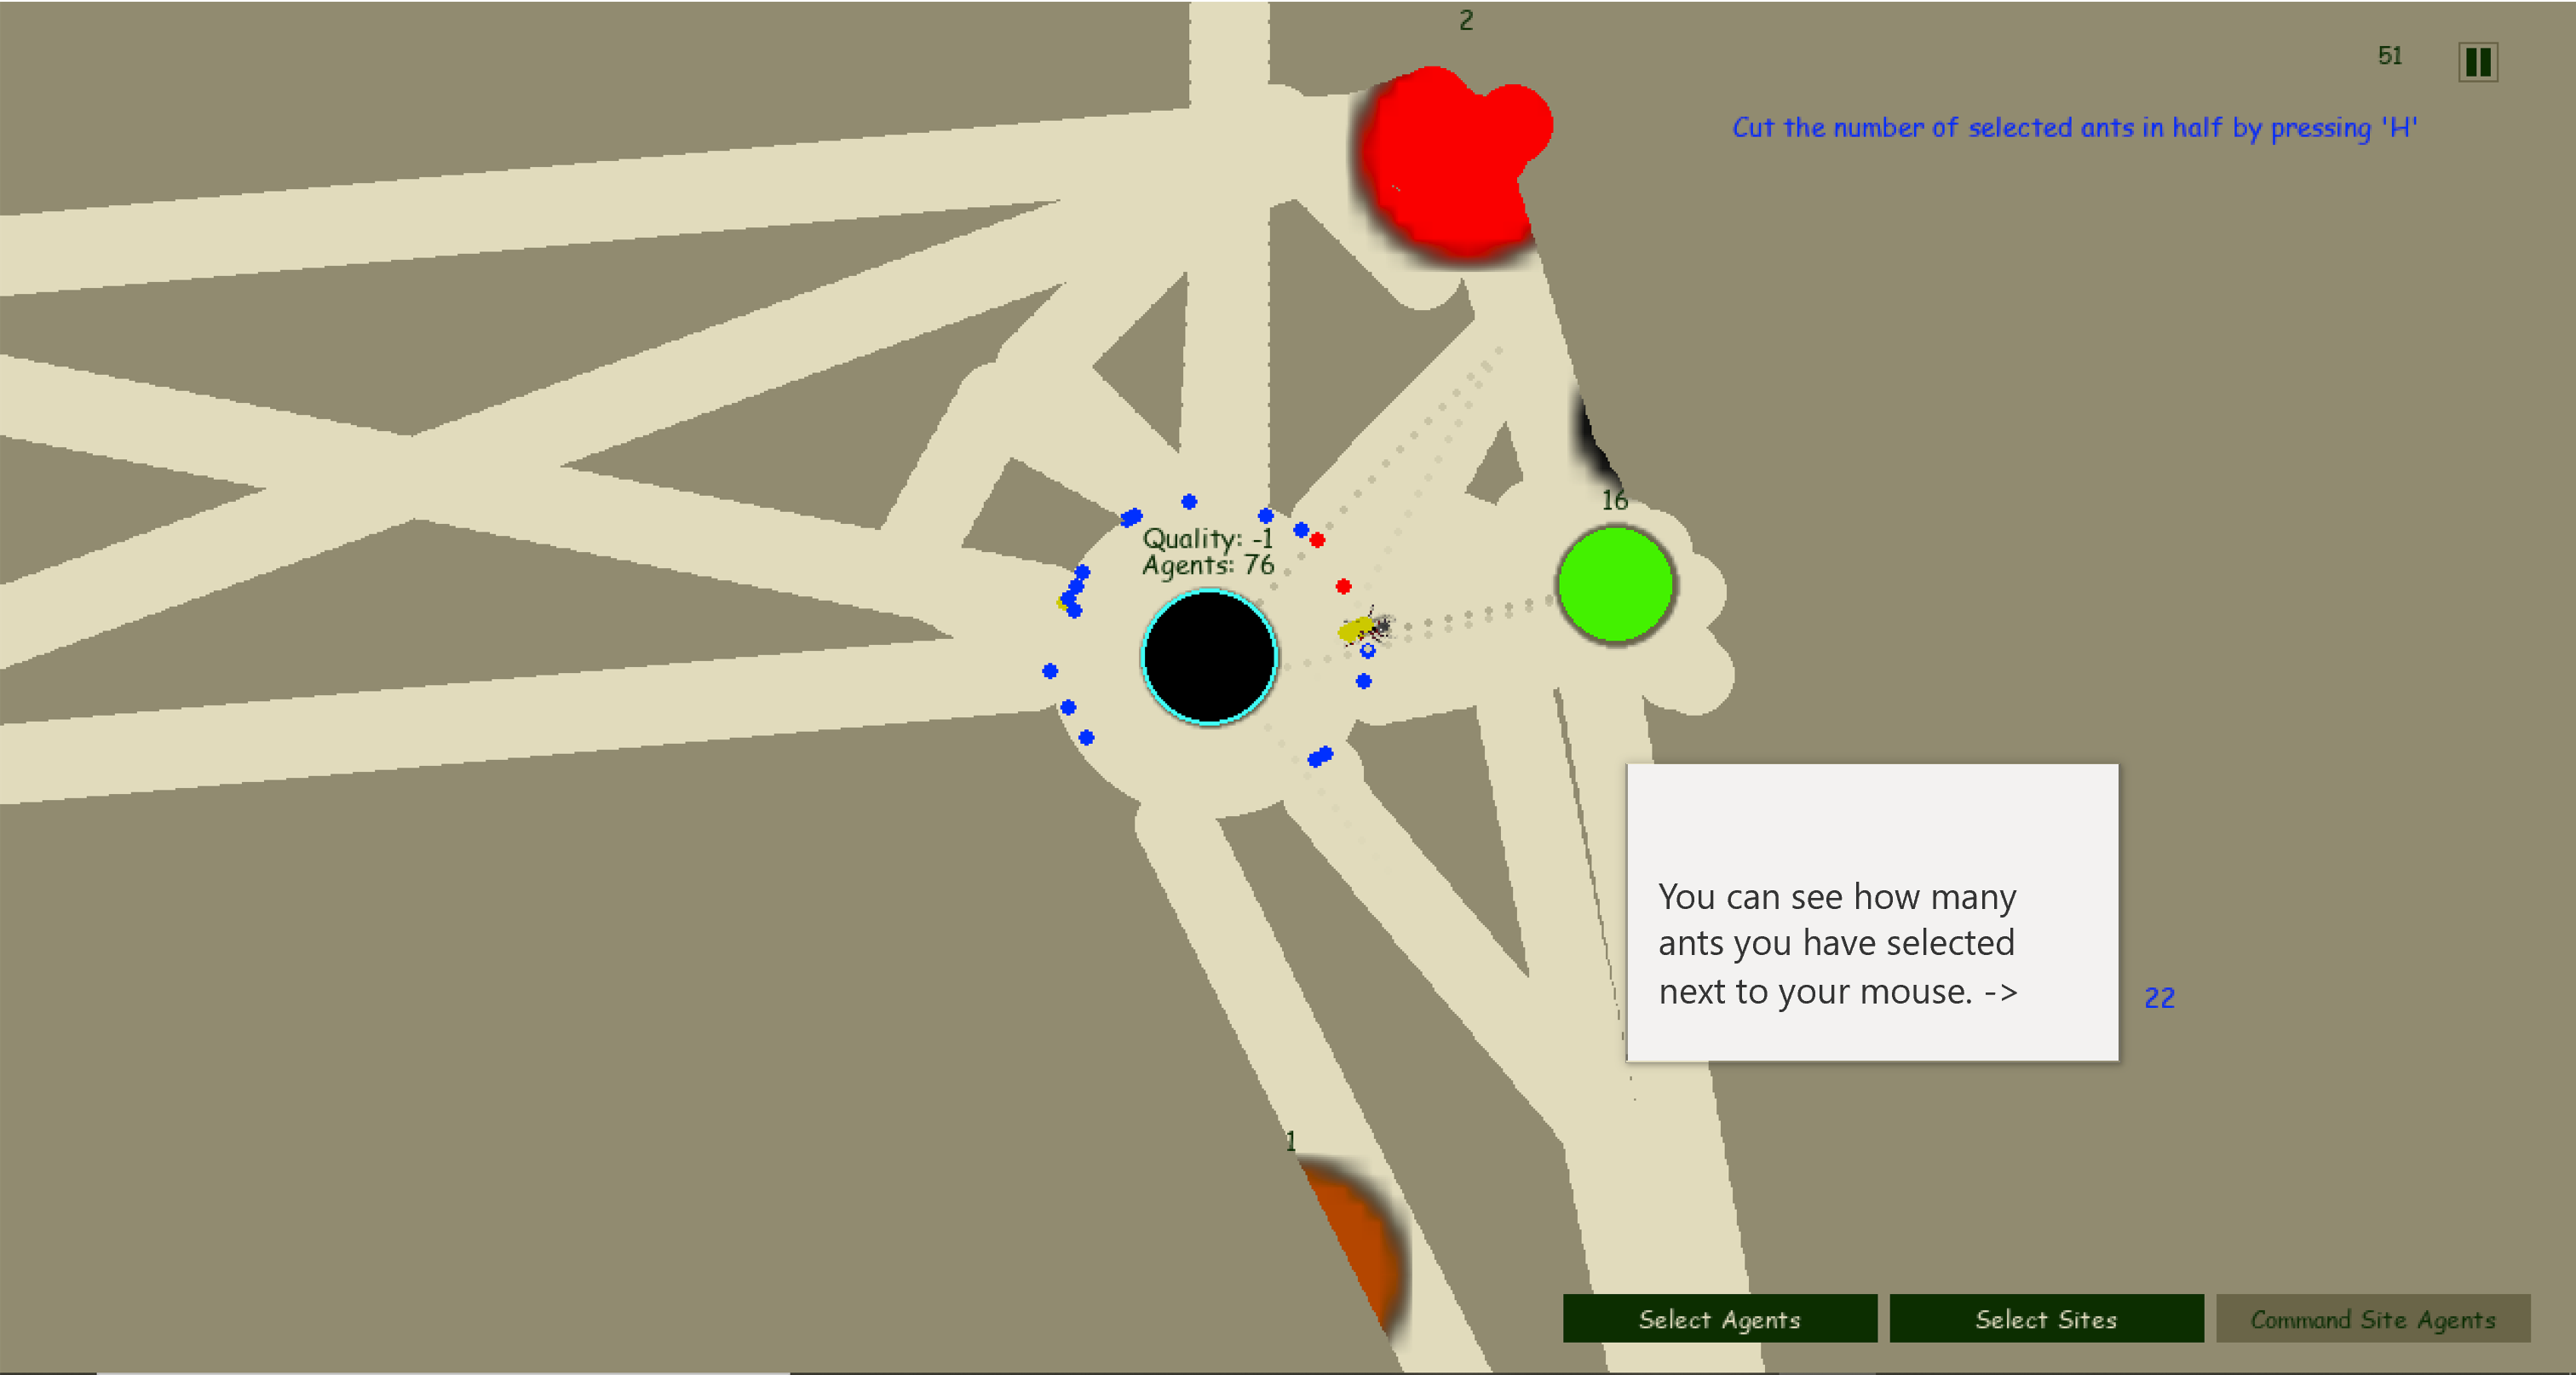 2
51
Cut the number of selected ants in half by pressing 'H'
16
Quality: -1
Agents: 76
You can see how many
ants you have selected
next to your mouse. ->
22
1
Select Agents
Select Sites
Command Site Agents